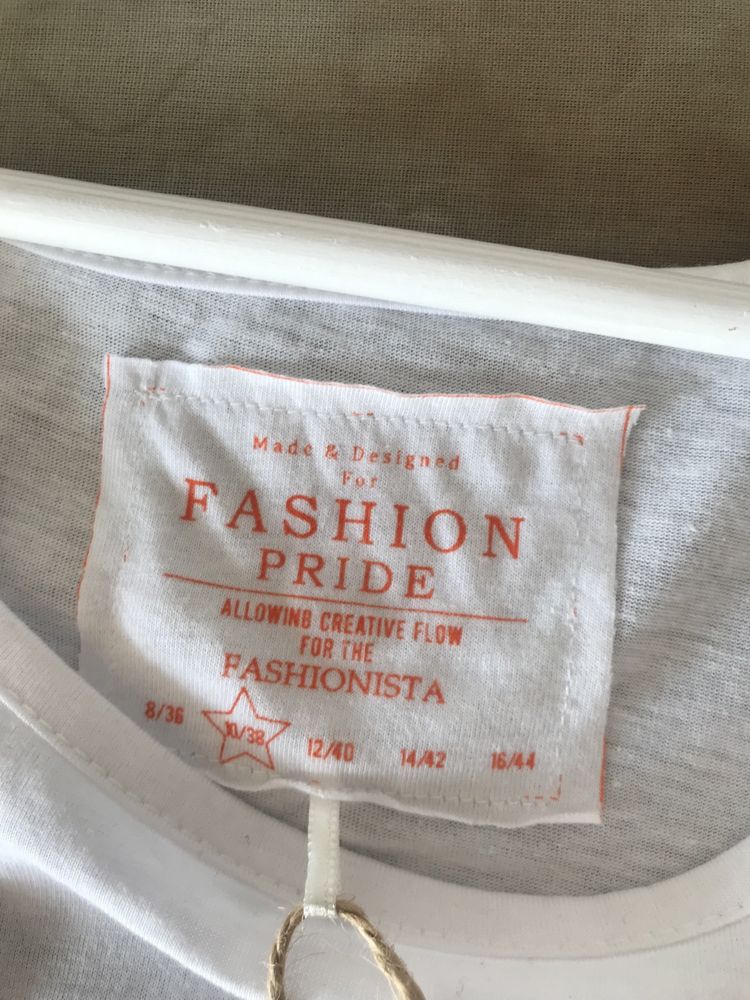 Made & Designed
For
FASHION
PRIDE
ALLOWING CREATIVE FLOW
FOR THE
FASHIONISTA
8/36 10/38 12/40 14/42 16/44